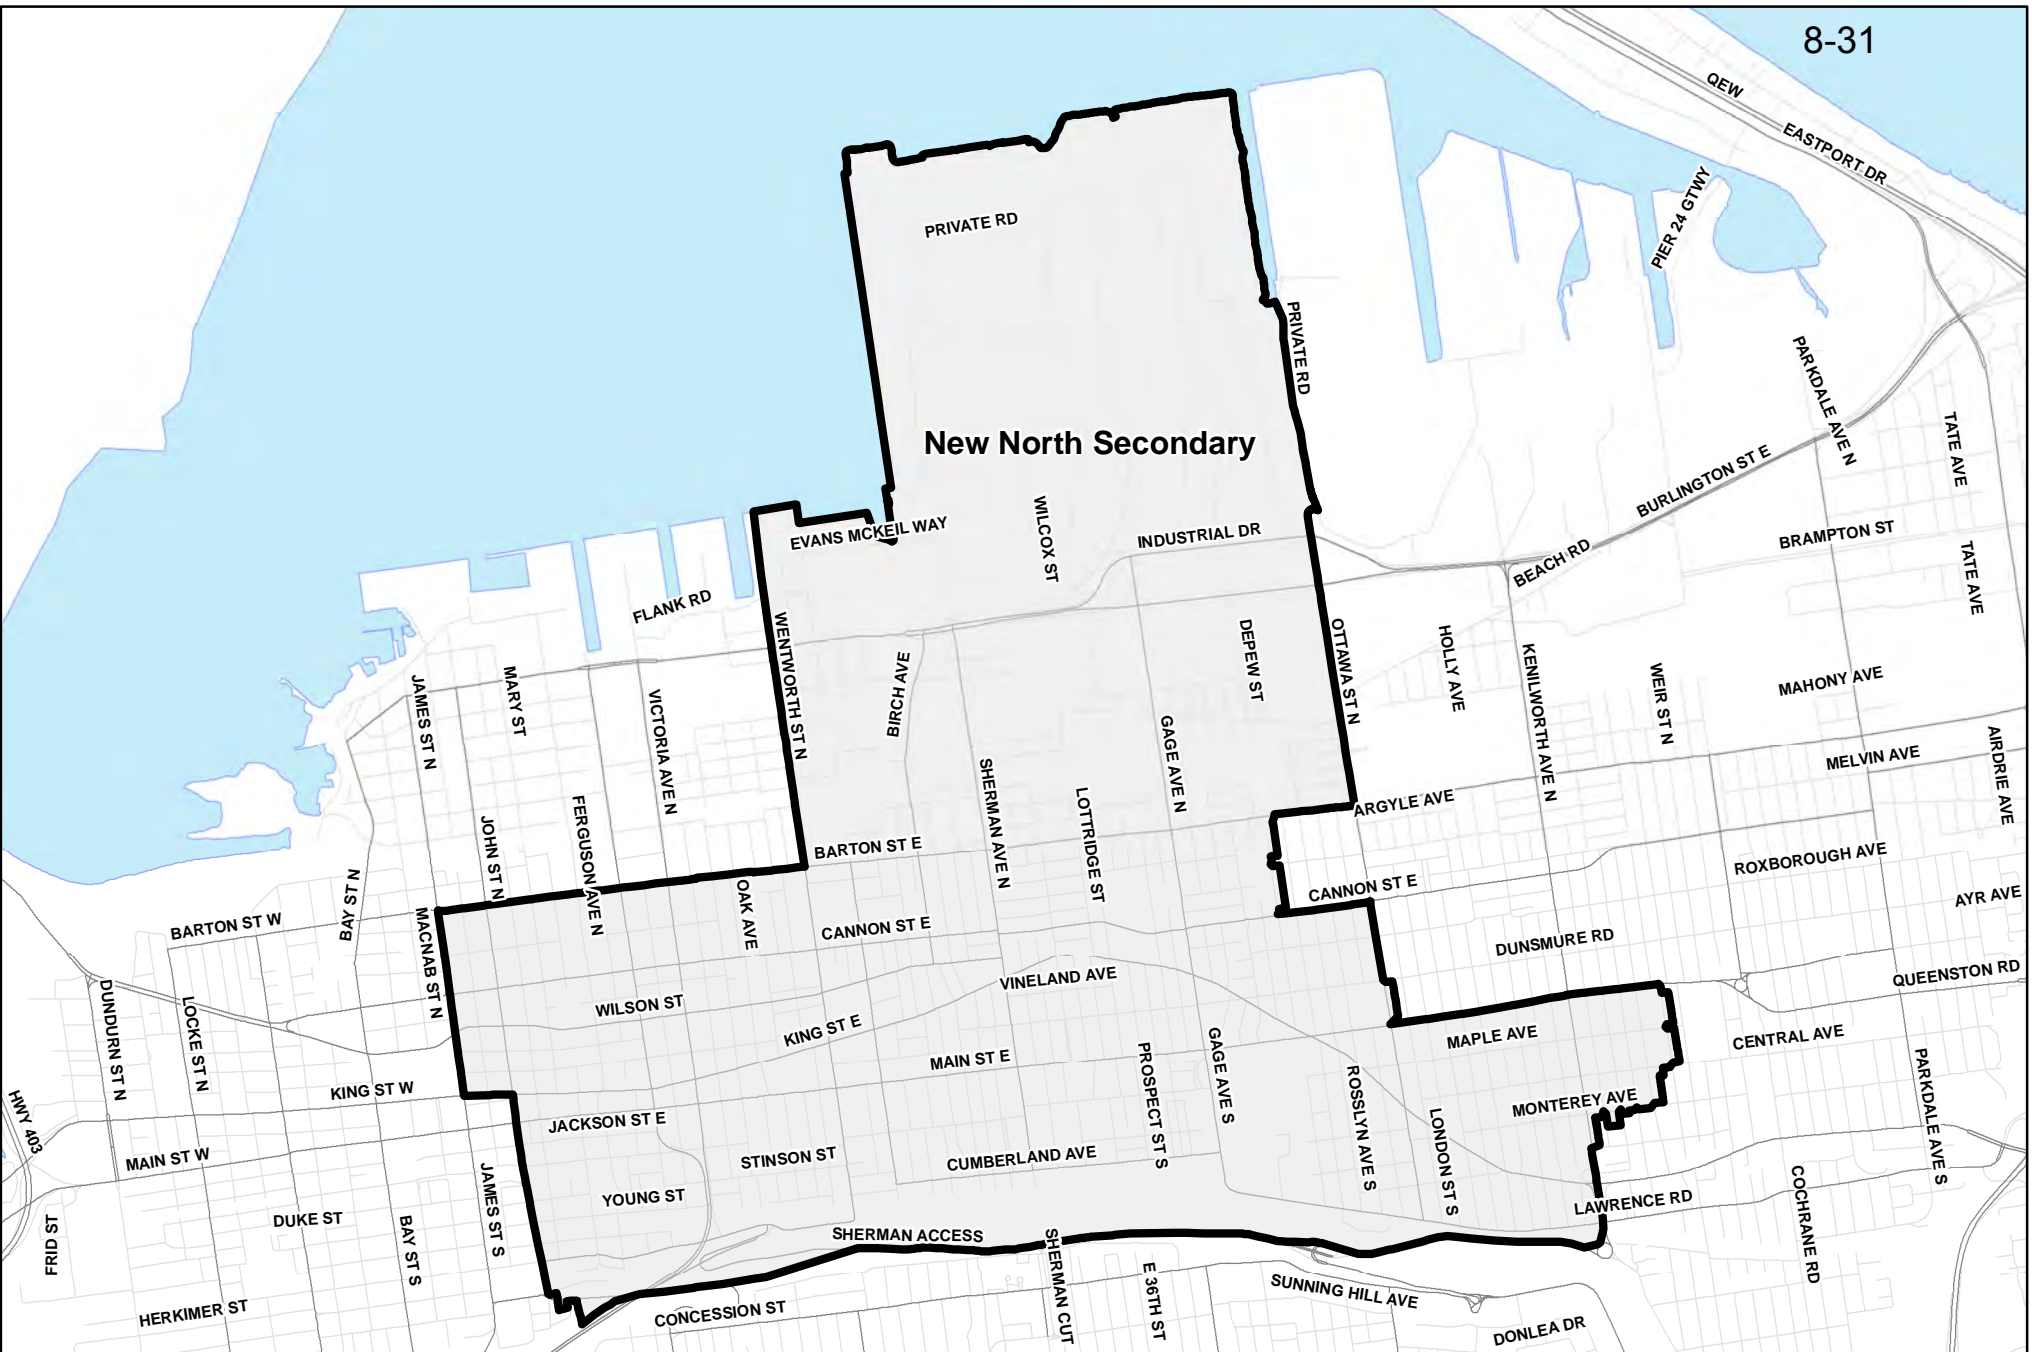 8-31
QEW
EASTPORT DR
PIER 24 GTWY
PRIVATE RD
PRIVATE RD
PARKDALE AVE N
TATE AVE
New North Secondary
BURLINGTON ST E
WILCOX ST
EVANS MCKEIL WAY
INDUSTRIAL DR
BRAMPTON ST
BEACH RD
TATE AVE
FLANK RD
WENTWORTH ST N
DEPEW ST
OTTAWA ST N
HOLLY AVE
KENILWORTH AVE N
WEIR ST N
MAHONY AVE
JAMES ST N
MARY ST
VICTORIA AVE N
BIRCH AVE
GAGE AVE N
SHERMAN AVE N
LOTTRIDGE ST
MELVIN AVE
AIRDRIE AVE
ARGYLE AVE
JOHN ST N
FERGUSON AVE N
BARTON ST E
ROXBOROUGH AVE
CANNON ST E
BAY ST N
OAK AVE
AYR AVE
BARTON ST W
MACNAB ST N
CANNON ST E
DUNSMURE RD
QUEENSTON RD
VINELAND AVE
WILSON ST
DUNDURN ST N
LOCKE ST N
KING ST E
MAPLE AVE
CENTRAL AVE
MAIN ST E
PROSPECT ST S
GAGE AVE S
ROSSLYN AVE S
KING ST W
HWY 403
JACKSON ST E
MONTEREY AVE
PARKDALE AVE S
LONDON ST S
MAIN ST W
STINSON ST
CUMBERLAND AVE
JAMES ST S
YOUNG ST
LAWRENCE RD
COCHRANE RD
DUKE ST
BAY ST S
FRID ST
SHERMAN ACCESS
SHERMAN CUT
E 36TH ST
SUNNING HILL AVE
HERKIMER ST
CONCESSION ST
DONLEA DR